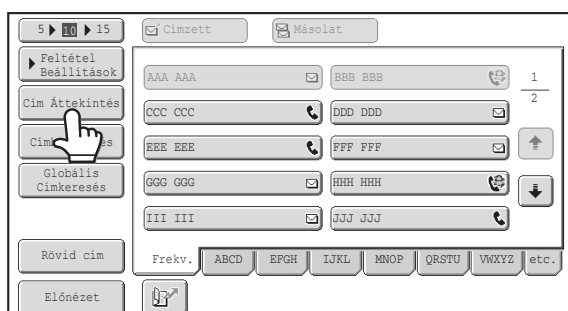 5 10 15
Címzett
Másolat
Feltétel
Beállítások
Cím Áttekintés
Globális
Címkeresés
Rövid cím
Előnézet
AAA AAA
BBB BBB
CCC CCC
DDD DDD
EEE EEE
FFF FFF
GGG GGG
HHH HHH
III III
JJJ JJJ
1
2
Frekv. ABCD EFGH IJKL MNOP QRSTU VWXYZ etc.